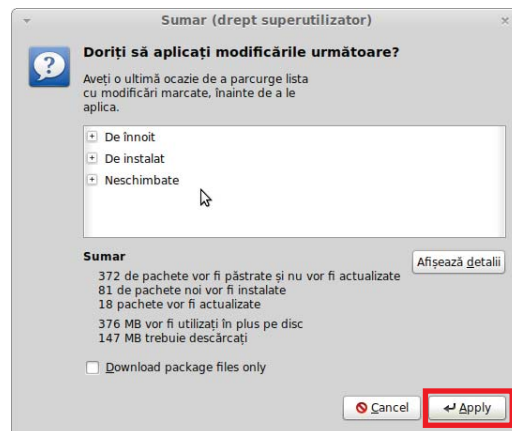 Sumar (drept superutilizator)
Doriți să aplicați modificările următoare?
Aveți o ultimă ocazie de a parcurge lista
cu modificări marcate, înainte de a le
aplica.
De înnoit
De instalat
Neschimbate
Sumar
Afișează detalii
372 de pachete vor fi păstrate și nu vor fi actualizate
81 de pachete noi vor fi instalate
18 pachete vor fi actualizate
376 MB vor fi utilizați în plus pe disc
147 MB trebuie descărcați
Download package files only
Cancel
Apply